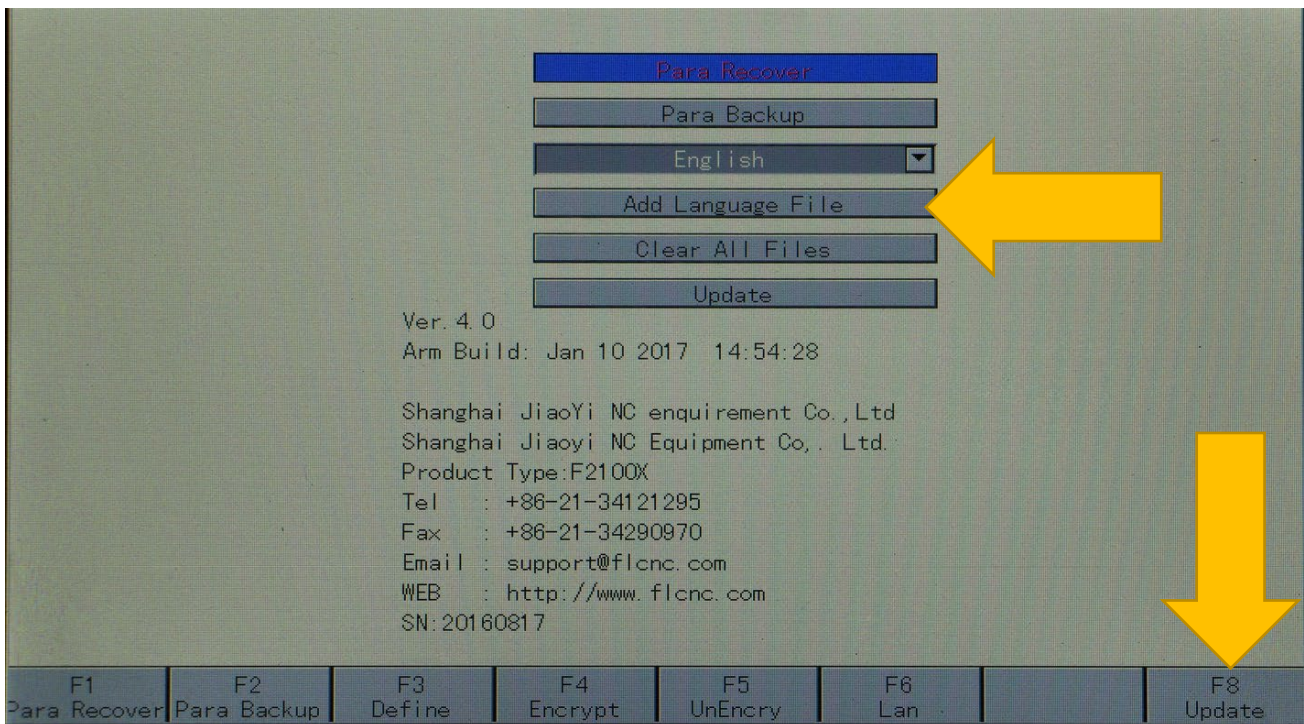 Para Recover
Para Backup
English
Add Language File
Clear All Files
Update
Ver. 4.0
Arm Build: Jan 10 2017 14:54:28
Shanghai JiaoYi NC enquirement Co.,Ltd
Shanghai Jiaoyi NC Equipment Co,. Ltd.
Product Type:F2100X
Tel : +86-21-34121295
Fax : +86-21-34290970
Email : support@flcnc.com
WEB : http://www.flcnc.com
SN:20160817
F1 F2 F3 F4 F5 F6 F8
Para Recover Para Backup Define Encrypt UnEncry Lan Update